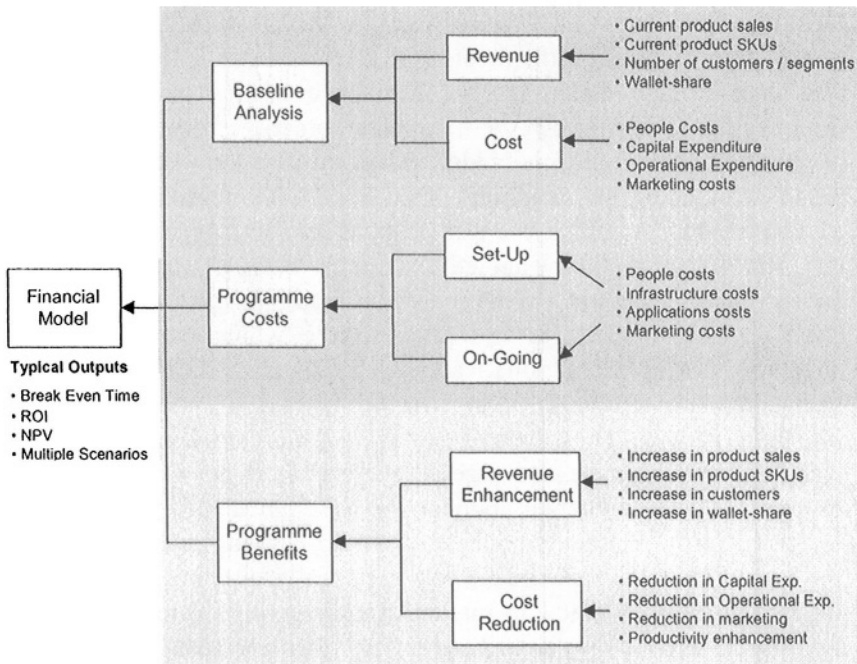 Baseline
Analysis
Revenue
• Current product sales
• Current product SKUs
• Number of customers / segments
• Wallet-share
Cost
• People Costs
• Capital Expenditure
• Operational Expenditure
• Marketing costs
Financial
Model
Typical Outputs
• Break Even Time
• ROI
• NPV
• Multiple Scenarios
Programme
Costs
Set-Up
On-Going
• People costs
• Infrastructure costs
• Applications costs
• Marketing costs
Programme
Benefits
Revenue
Enhancement
• Increase in product sales
• Increase in product SKUs
• Increase in customers
• Increase in wallet-share
Cost
Reduction
• Reduction in Capital Exp.
• Reduction in Operational Exp.
• Reduction in marketing
• Productivity enhancement